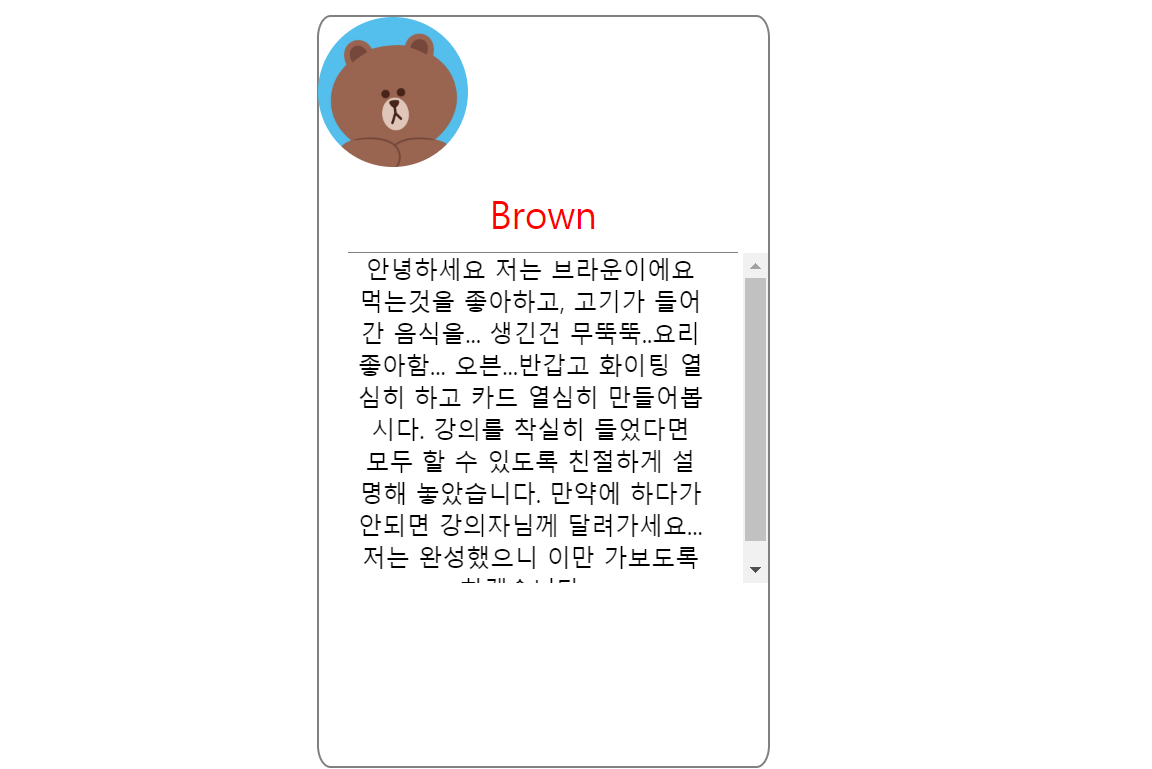 Brown
안녕하세요 저는 브라운이에요
먹는것을 좋아하고, 고기가 들어
간 음식을... 생긴건 무뚝뚝..요리
좋아함... 오븐...반갑고 화이팅 열
심히 하고 카드 열심히 만들어봅
시다. 강의를 착실히 들었다면
모두 할 수 있도록 친절하게 설
명해 놓았습니다. 만약에 하다가
안되면 강의자님께 달려가세요...
저는 완성했으니 이만 가보도록